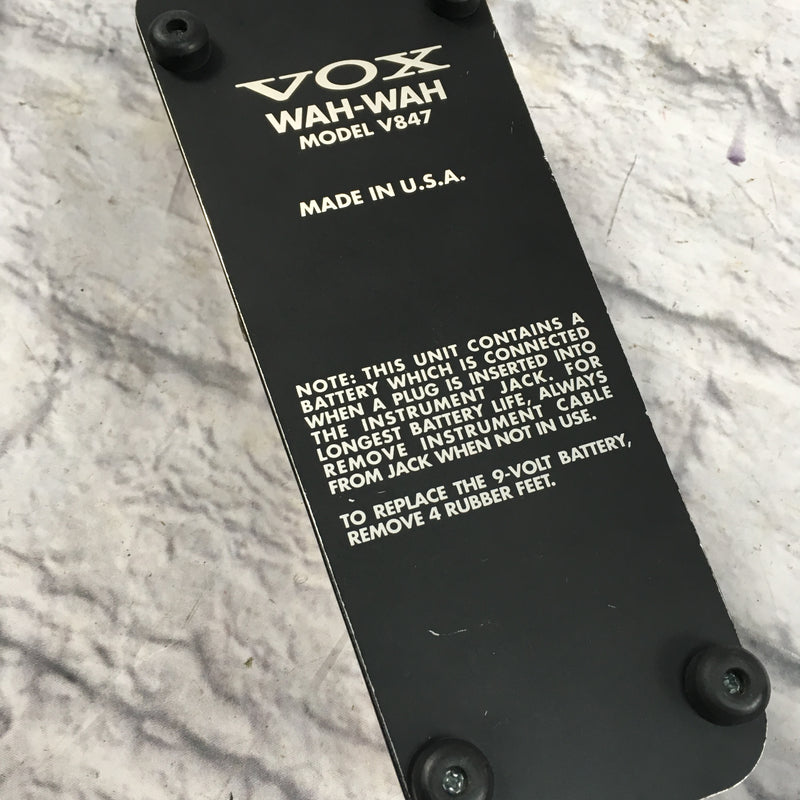 VOX
WAH-WAH
MODEL V847
MADE IN U.S.A.
NOTE: THIS UNIT CONTAINS A
BATTERY WHICH IS CONNECTED
WHEN A PLUG IS INSERTED INTO
THE INSTRUMENT JACK. FOR
LONGEST BATTERY LIFE, ALWAYS
REMOVE INSTRUMENT CABLE
FROM JACK WHEN NOT IN USE.
TO REPLACE THE 9-VOLT BATTERY,
REMOVE 4 RUBBER FEET.